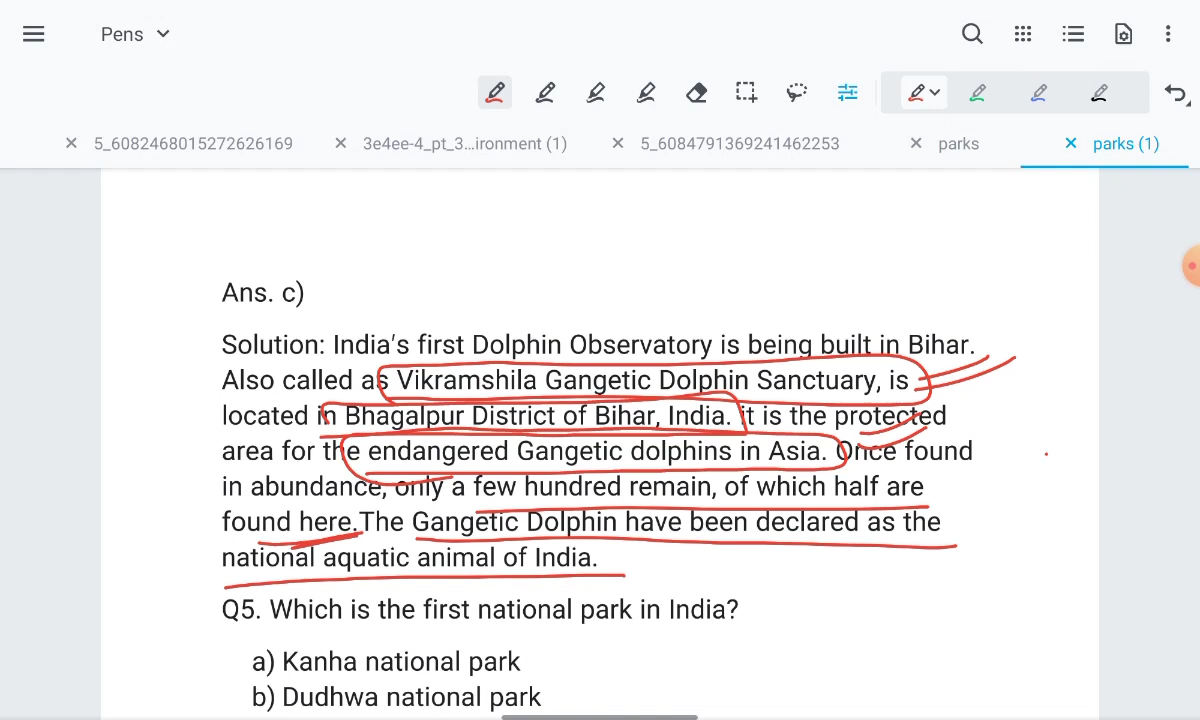 Pens
5_6082468015272626169
3e4ee-4_pt_3...ironment (1)
5_6084791369241462253
parks
parks (1)
Ans. c)
Solution: India's first Dolphin Observatory is being built in Bihar.
Also called as Vikramshila Gangetic Dolphin Sanctuary, is
located in Bhagalpur District of Bihar, India. it is the protected
area for the endangered Gangetic dolphins in Asia. Once found
in abundance, only a few hundred remain, of which half are
found here.The Gangetic Dolphin have been declared as the
national aquatic animal of India.
Q5. Which is the first national park in India?
a) Kanha national park
b) Dudhwa national park